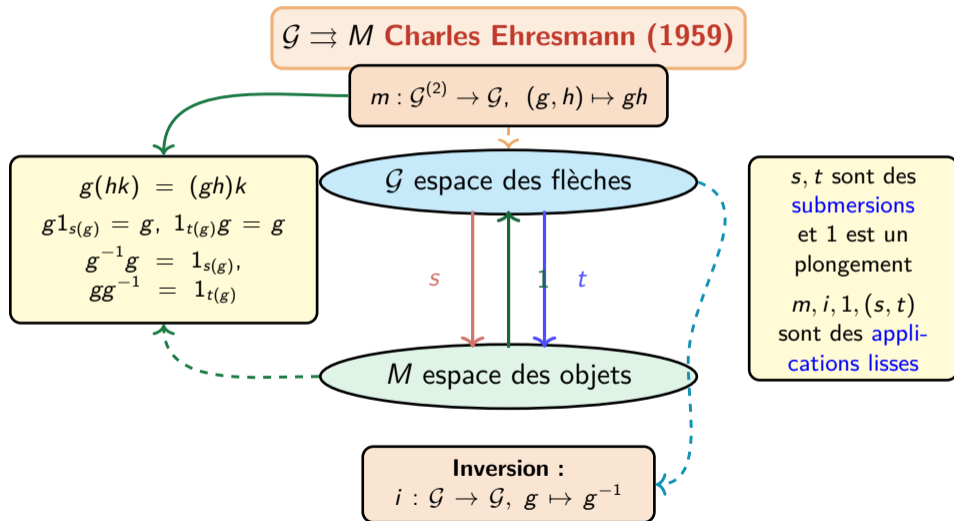 𝒢 ⇉ M Charles Ehresmann (1959)
m : 𝒢⁽²⁾ → 𝒢, (g, h) ↦ gh
g(hk) = (gh)k
g1_{s(g)} = g, 1_{t(g)}g = g
g⁻¹g = 1_{s(g)},
gg⁻¹ = 1_{t(g)}
𝒢 espace des flèches
s
1
t
M espace des objets
s, t sont des
submersions
et 1 est un
plongement
m, i, 1, (s, t)
sont des appli-
cations lisses
Inversion :
i : 𝒢 → 𝒢, g ↦ g⁻¹